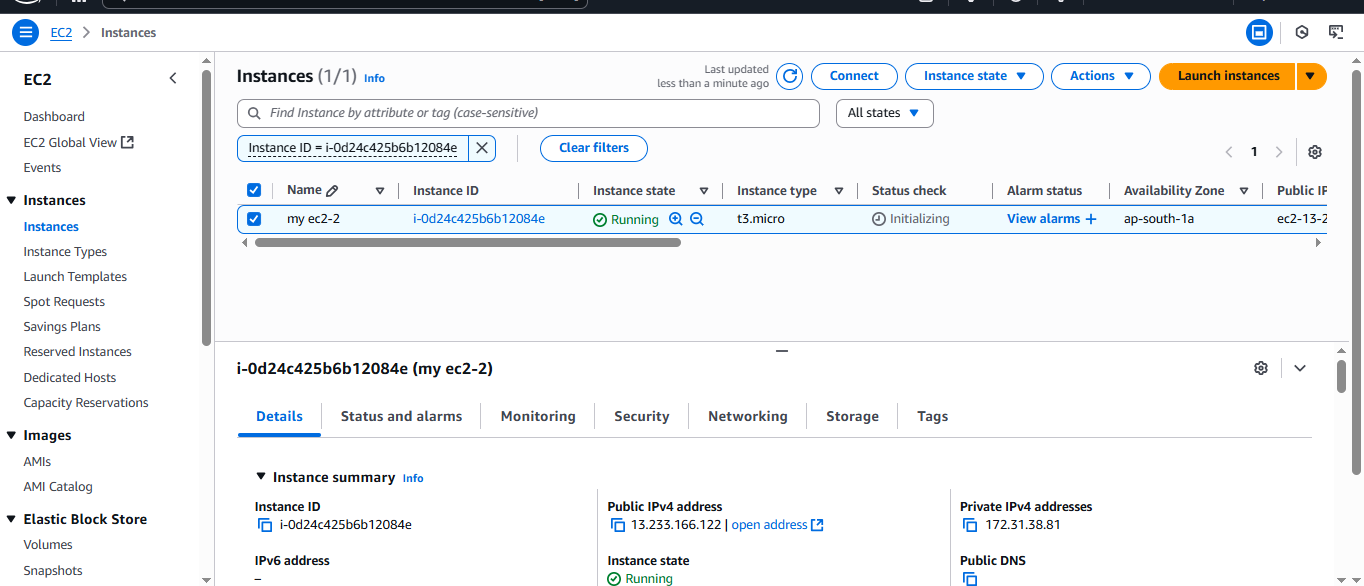 EC2 > Instances
EC2
Dashboard
EC2 Global View
Events
Instances
Instances
Instance Types
Launch Templates
Spot Requests
Savings Plans
Reserved Instances
Dedicated Hosts
Capacity Reservations
Images
AMIs
AMI Catalog
Elastic Block Store
Volumes
Snapshots
Instances (1/1) Info
Last updated
less than a minute ago
Connect
Instance state
Actions
Launch instances
Find Instance by attribute or tag (case-sensitive)
All states
Instance ID = i-0d24c425b6b12084e
Clear filters
1
Name Instance ID Instance state Instance type Status check Alarm status Availability Zone Public IP
my ec2-2 i-0d24c425b6b12084e Running t3.micro Initializing View alarms + ap-south-1a ec2-13-2
i-0d24c425b6b12084e (my ec2-2)
Details Status and alarms Monitoring Security Networking Storage Tags
Instance summary Info
Instance ID
i-0d24c425b6b12084e
Public IPv4 address
13.233.166.122 | open address
Private IPv4 addresses
172.31.38.81
IPv6 address
–
Instance state
Running
Public DNS